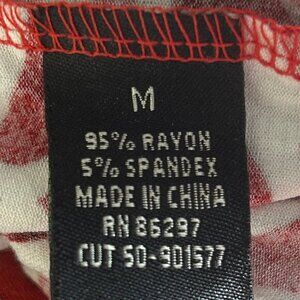 M
95% RAYON
5% SPANDEX
MADE IN CHINA
RN 86297
CUT 50-901577